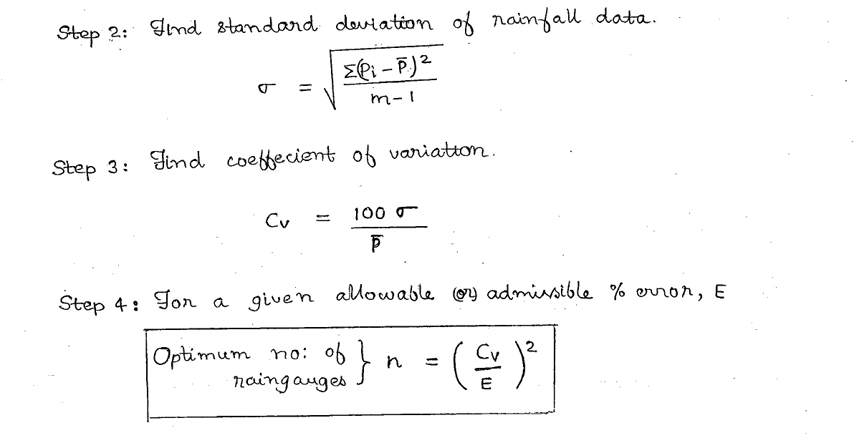 Step 2: Find standard deviation of rainfall data.
σ = √(Σ(Pi – P̄)² / m-1)
Step 3: Find coeffecient of variation.
Cv = 100 σ / P̄
Step 4: For a given allowable (or) admissible % error, E
Optimum no: of raingauges } n = (Cv / E)²